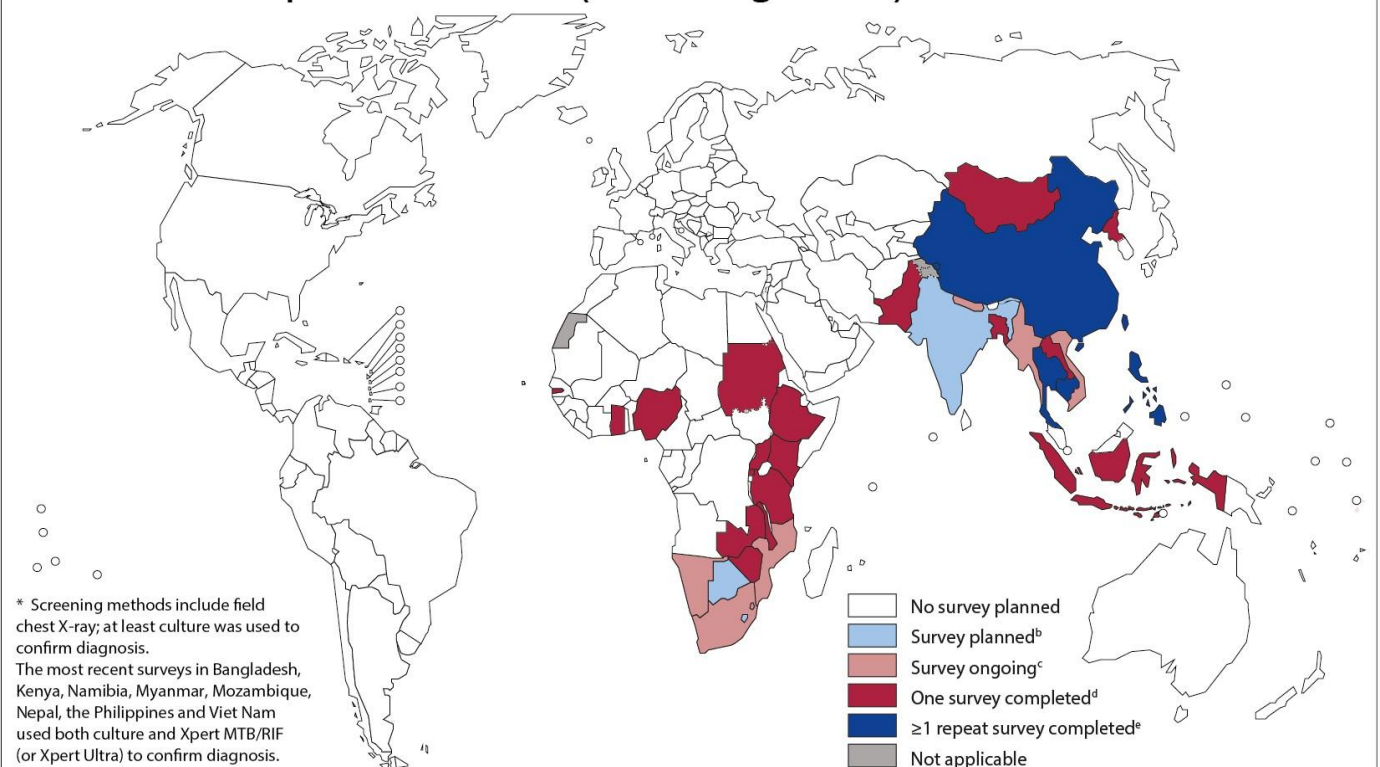 * Screening methods include field
chest X-ray; at least culture was used to
confirm diagnosis.
The most recent surveys in Bangladesh,
Kenya, Namibia, Myanmar, Mozambique,
Nepal, the Philippines and Viet Nam
used both culture and Xpert MTB/RIF
(or Xpert Ultra) to confirm diagnosis.
No survey planned
Survey plannedᵇ
Survey ongoingᶜ
One survey completedᵈ
≥1 repeat survey completedᵉ
Not applicable